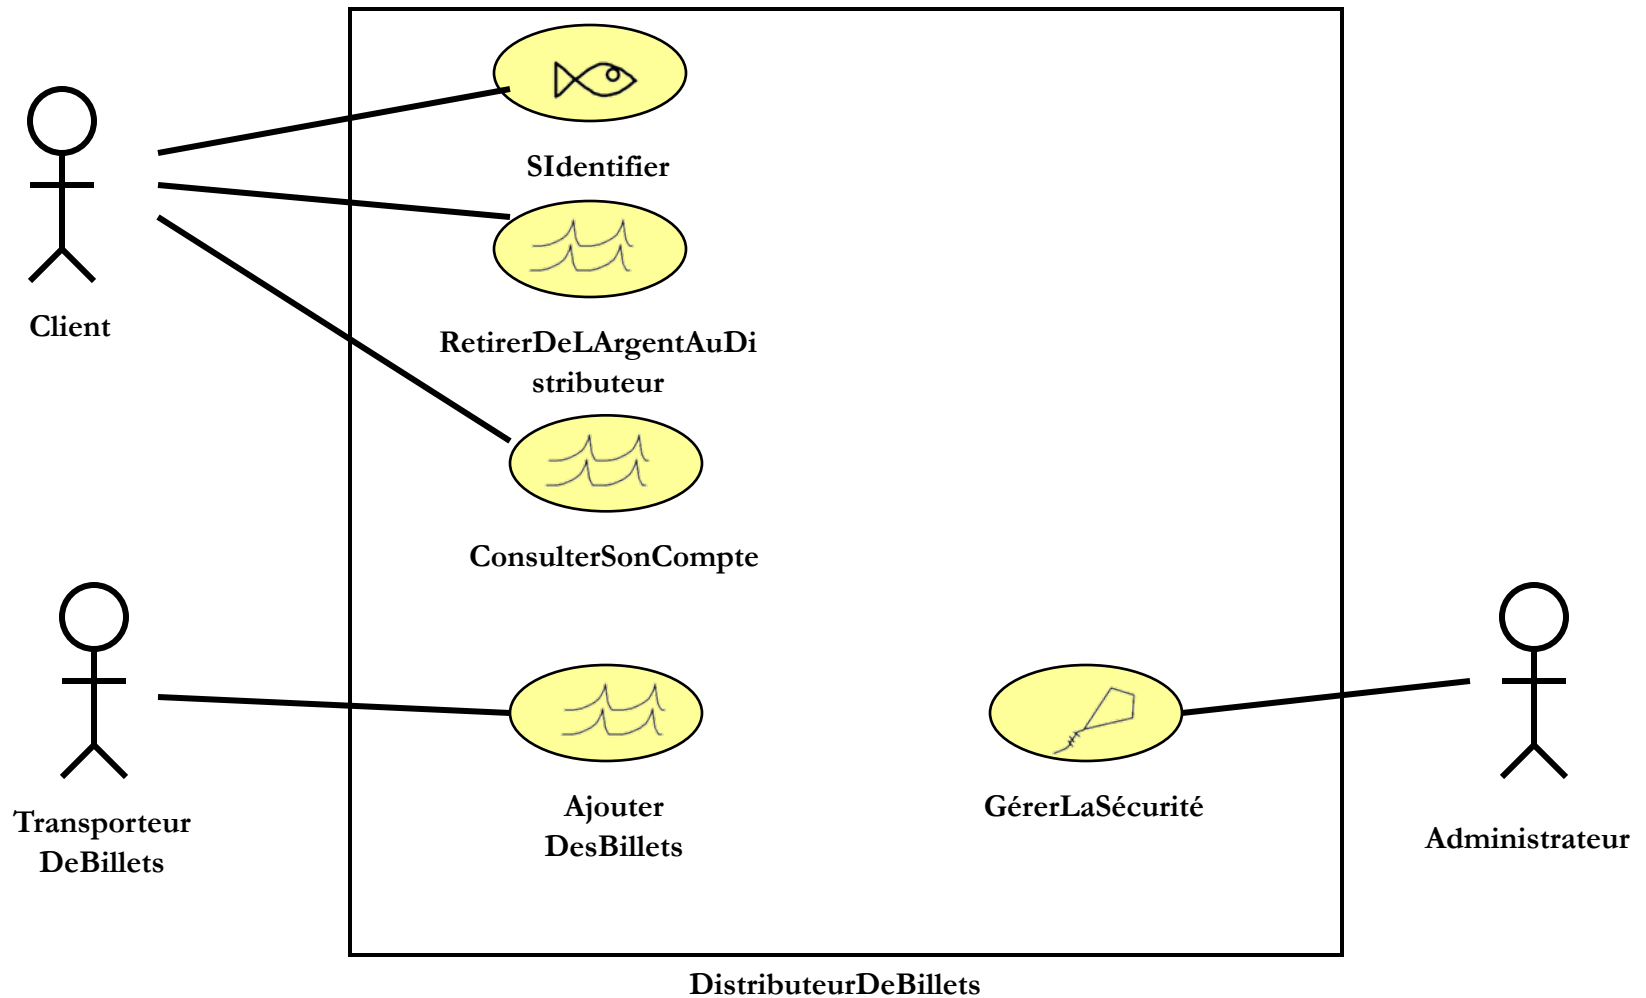 SIdentifier
Client
RetirerDeLArgentAuDi
stributeur
ConsulterSonCompte
Transporteur
DeBillets
Ajouter
DesBillets
GérerLaSécurité
Administrateur
DistributeurDeBillets